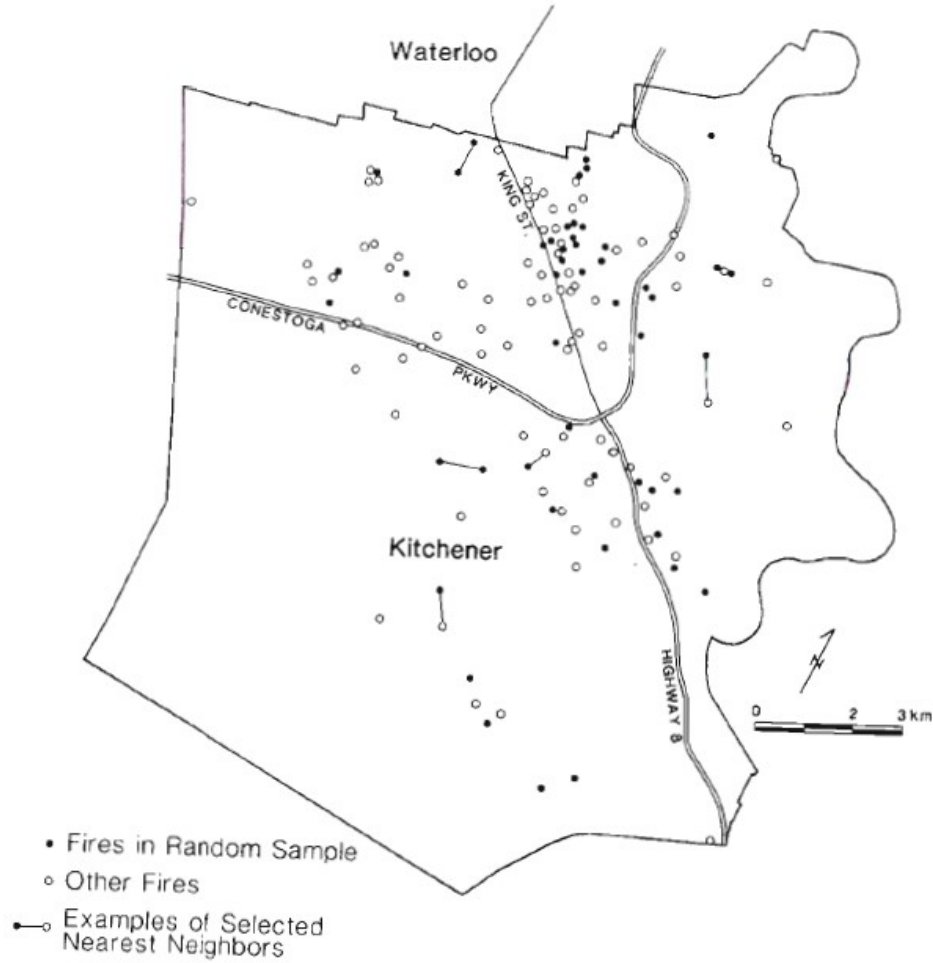 Waterloo
KING ST.
CONESTOGA
PKWY
Kitchener
HIGHWAY 8
N
0 2 3 km
Fires in Random Sample
Other Fires
Examples of Selected
Nearest Neighbors